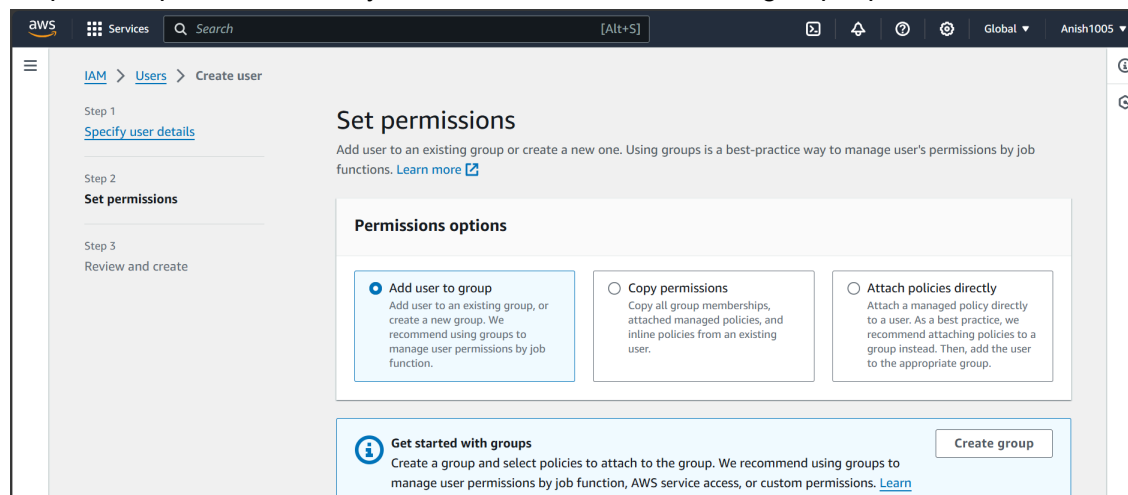 aws
Services
Search
[Alt+S]
Global
Anish1005
IAM > Users > Create user
Step 1
Specify user details
Step 2
Set permissions
Step 3
Review and create
Set permissions
Add user to an existing group or create a new one. Using groups is a best-practice way to manage user's permissions by job
functions. Learn more
Permissions options
Add user to group
Add user to an existing group, or
create a new group. We
recommend using groups to
manage user permissions by job
function.
Copy permissions
Copy all group memberships,
attached managed policies, and
inline policies from an existing
user.
Attach policies directly
Attach a managed policy directly
to a user. As a best practice, we
recommend attaching policies to a
group instead. Then, add the user
to the appropriate group.
Get started with groups
Create a group and select policies to attach to the group. We recommend using groups to
manage user permissions by job function, AWS service access, or custom permissions. Learn
Create group